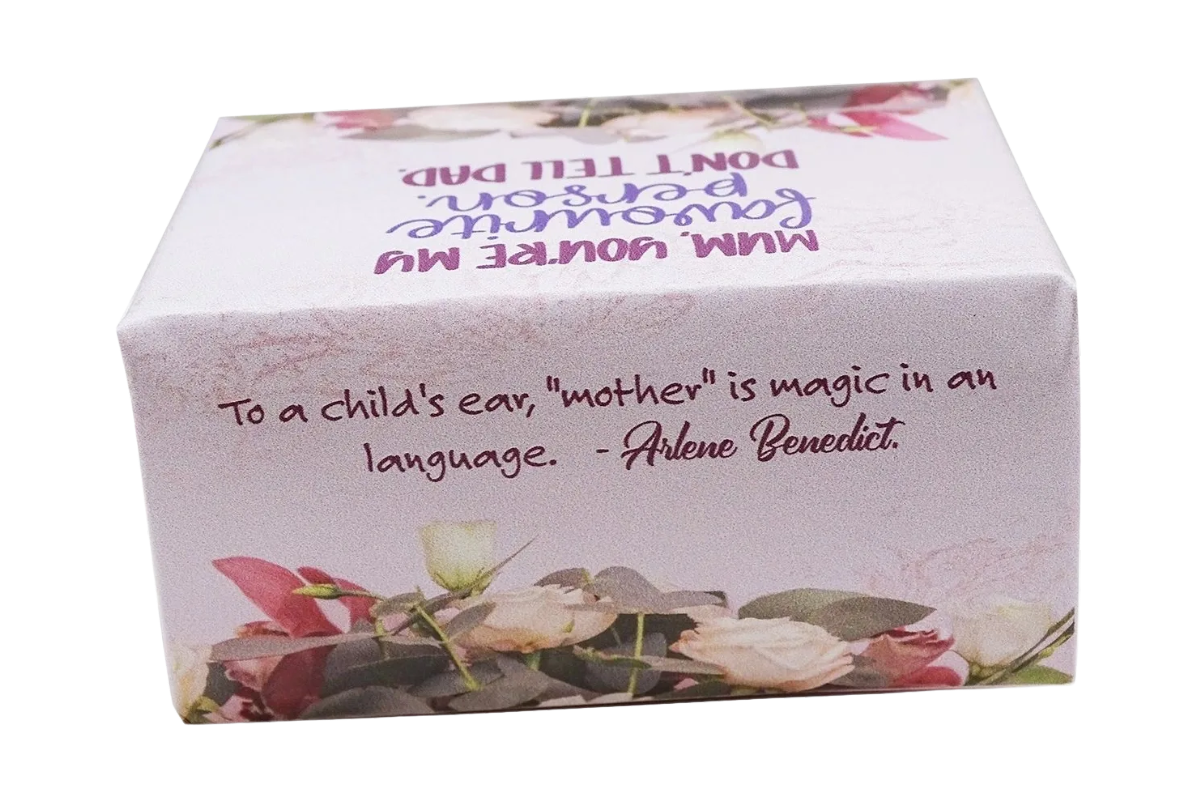 MUM, YOU'RE MY
favourite
person.
DON'T TELL DAD.
To a child's ear, "mother" is magic in an
language. - Arlene Benedict.